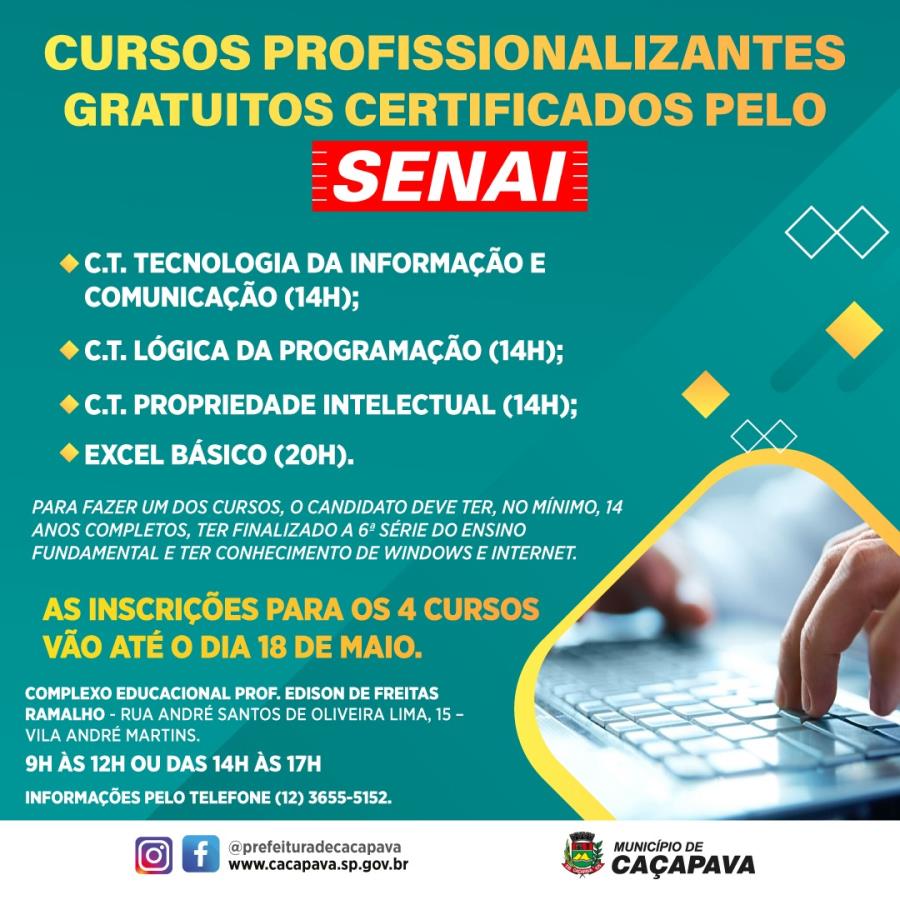 CURSOS PROFISSIONALIZANTES
GRATUITOS CERTIFICADOS PELO
SENAI
C.T. TECNOLOGIA DA INFORMAÇÃO E
COMUNICAÇÃO (14H);
C.T. LÓGICA DA PROGRAMAÇÃO (14H);
C.T. PROPRIEDADE INTELECTUAL (14H);
EXCEL BÁSICO (20H).
PARA FAZER UM DOS CURSOS, O CANDIDATO DEVE TER, NO MÍNIMO, 14
ANOS COMPLETOS, TER FINALIZADO A 6ª SÉRIE DO ENSINO
FUNDAMENTAL E TER CONHECIMENTO DE WINDOWS E INTERNET.
AS INSCRIÇÕES PARA OS 4 CURSOS
VÃO ATÉ O DIA 18 DE MAIO.
COMPLEXO EDUCACIONAL PROF. EDISON DE FREITAS
RAMALHO - RUA ANDRÉ SANTOS DE OLIVEIRA LIMA, 15 –
VILA ANDRÉ MARTINS.
9H ÀS 12H OU DAS 14H ÀS 17H
INFORMAÇÕES PELO TELEFONE (12) 3655-5152.
@prefeituradecacapava
www.cacapava.sp.gov.br
MUNICÍPIO DE
CAÇAPAVA